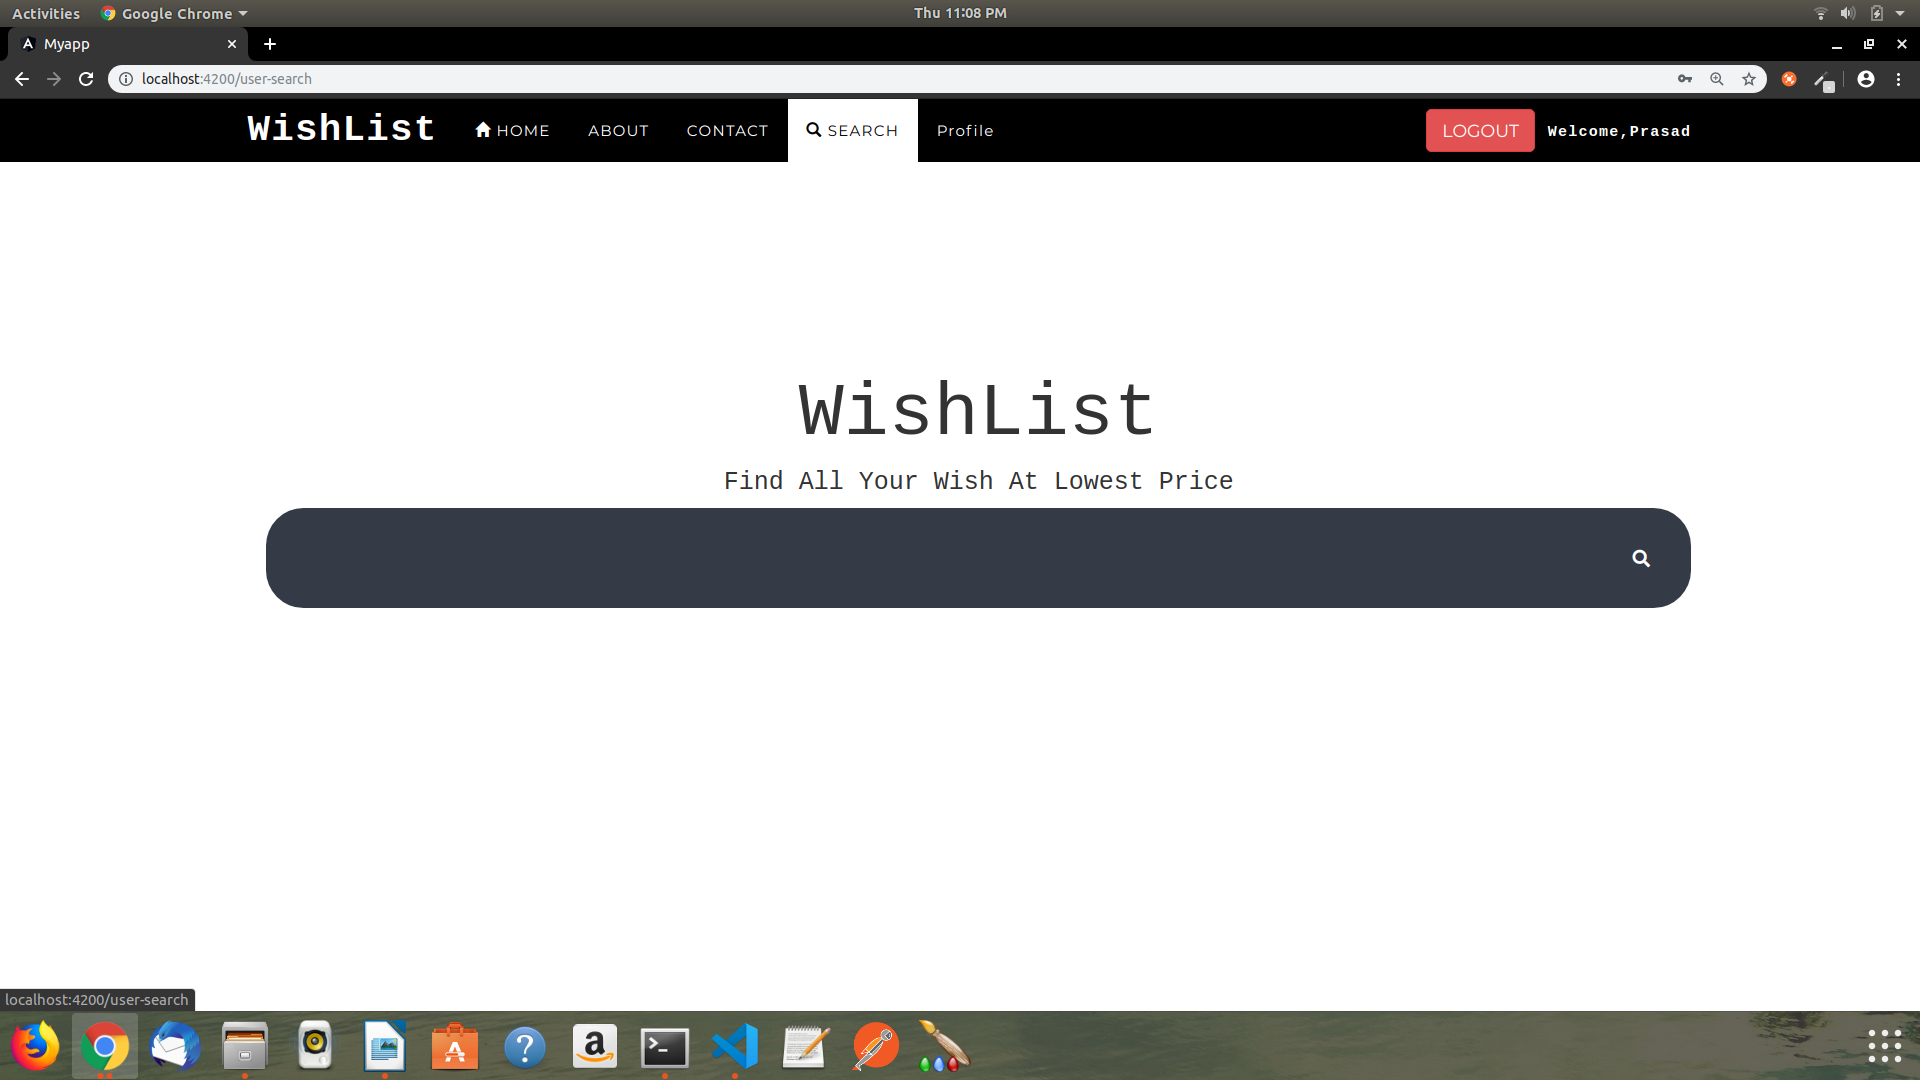 Activities Google Chrome Thu 11:08 PM
Myapp
localhost:4200/user-search
WishList HOME ABOUT CONTACT SEARCH Profile LOGOUT Welcome,Prasad
WishList
Find All Your Wish At Lowest Price
localhost:4200/user-search